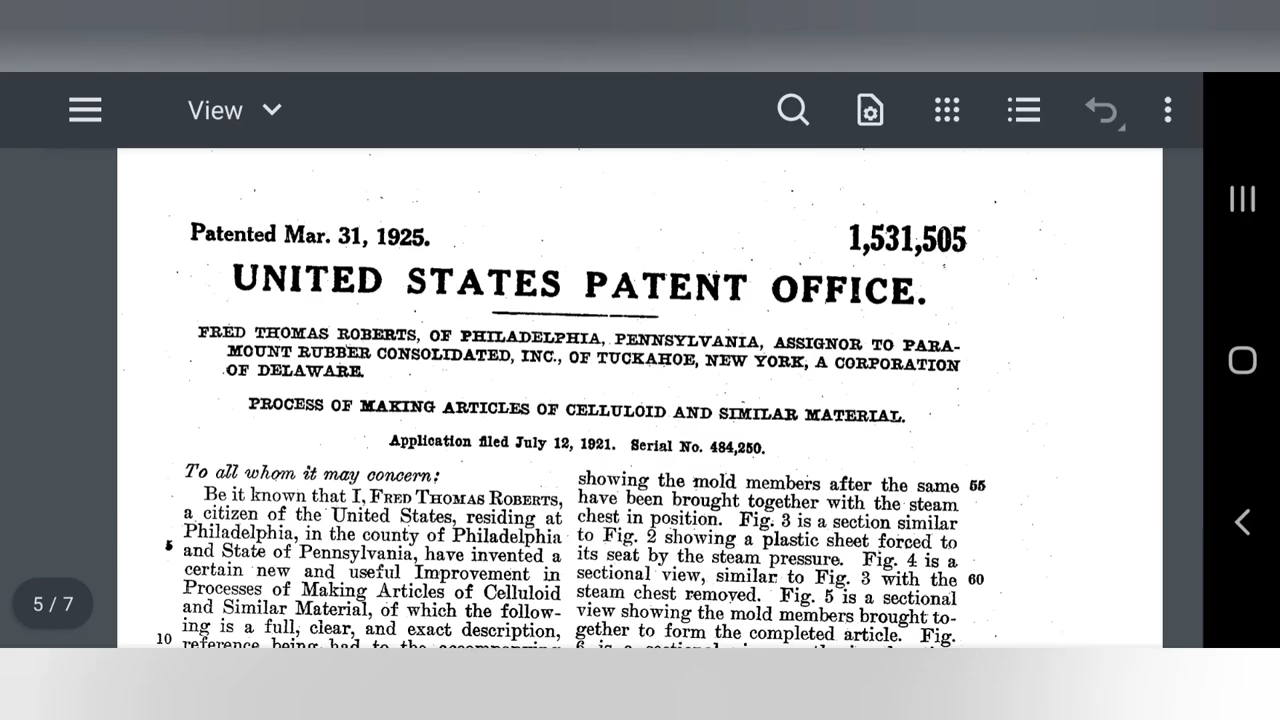 View
Patented Mar. 31, 1925.
1,531,505
UNITED STATES PATENT OFFICE.
FRED THOMAS ROBERTS, OF PHILADELPHIA, PENNSYLVANIA, ASSIGNOR TO PARA-
MOUNT RUBBER CONSOLIDATED, INC., OF TUCKAHOE, NEW YORK, A CORPORATION
OF DELAWARE.
PROCESS OF MAKING ARTICLES OF CELLULOID AND SIMILAR MATERIAL.
Application filed July 12, 1921. Serial No. 484,250.
To all whom it may concern:
Be it known that I, FRED THOMAS ROBERTS,
a citizen of the United States, residing at
Philadelphia, in the county of Philadelphia
5 and State of Pennsylvania, have invented a
certain new and useful Improvement in
Processes of Making Articles of Celluloid
and Similar Material, of which the follow-
ing is a full, clear, and exact description,
10 reference being had to the accompanying
showing the mold members after the same 55
have been brought together with the steam
chest in position. Fig. 3 is a section similar
to Fig. 2 showing a plastic sheet forced to
its seat by the steam pressure. Fig. 4 is a
sectional view, similar to Fig. 3 with the 60
steam chest removed. Fig. 5 is a sectional
view showing the mold members brought to-
gether to form the completed article. Fig.
6 is a sectional
5 / 7